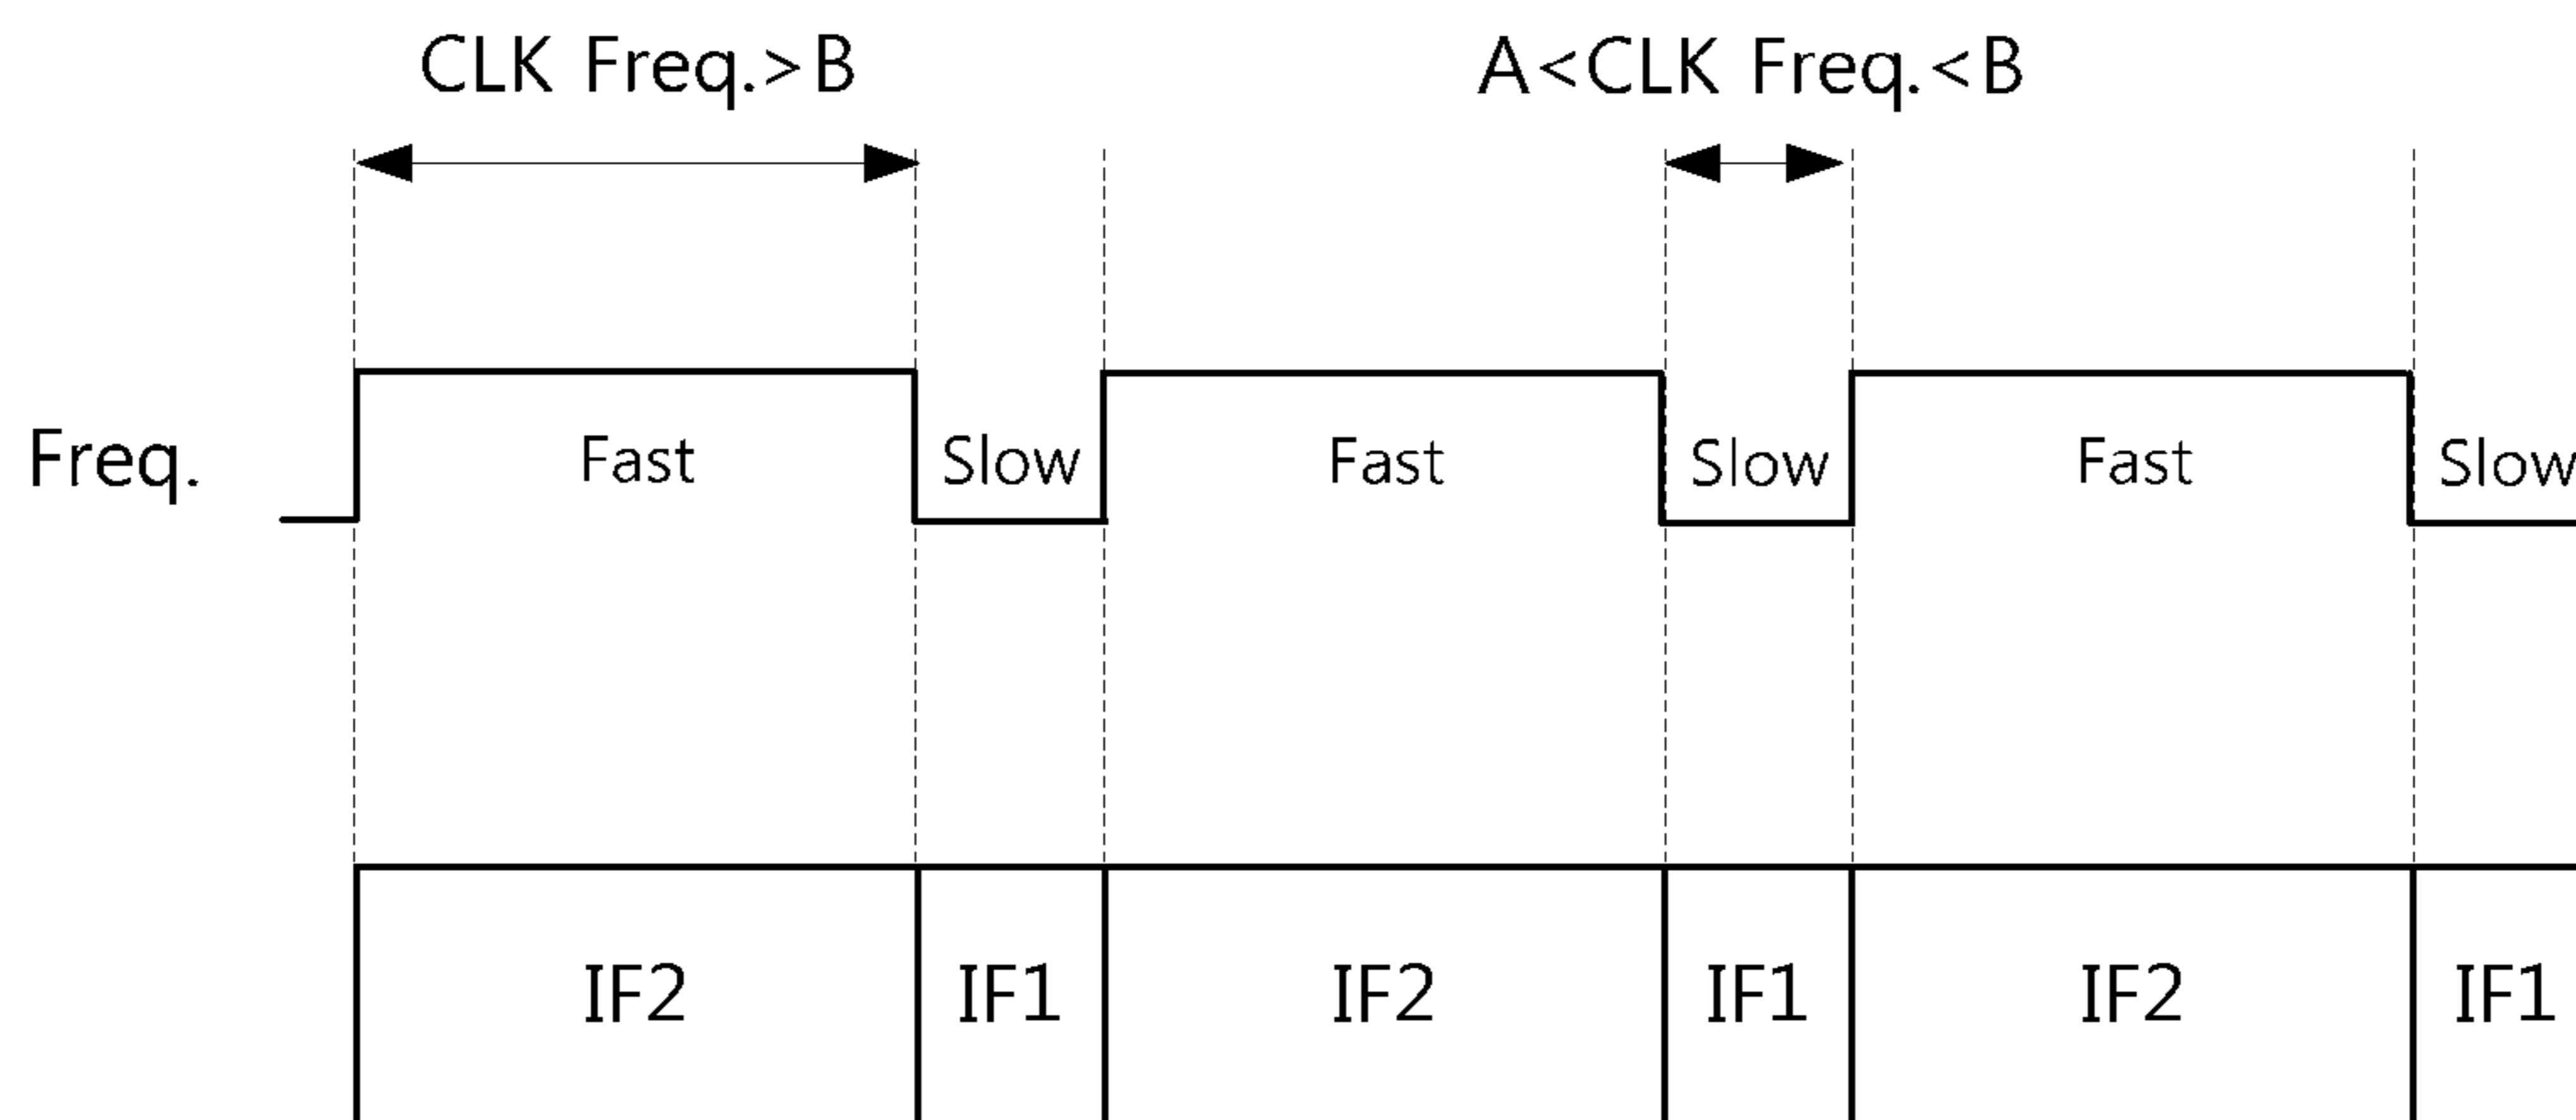 CLK Freq.>B A<CLK Freq.<B
Freq. Fast Slow Fast Slow Fast Slow
IF2 IF1 IF2 IF1 IF2 IF1